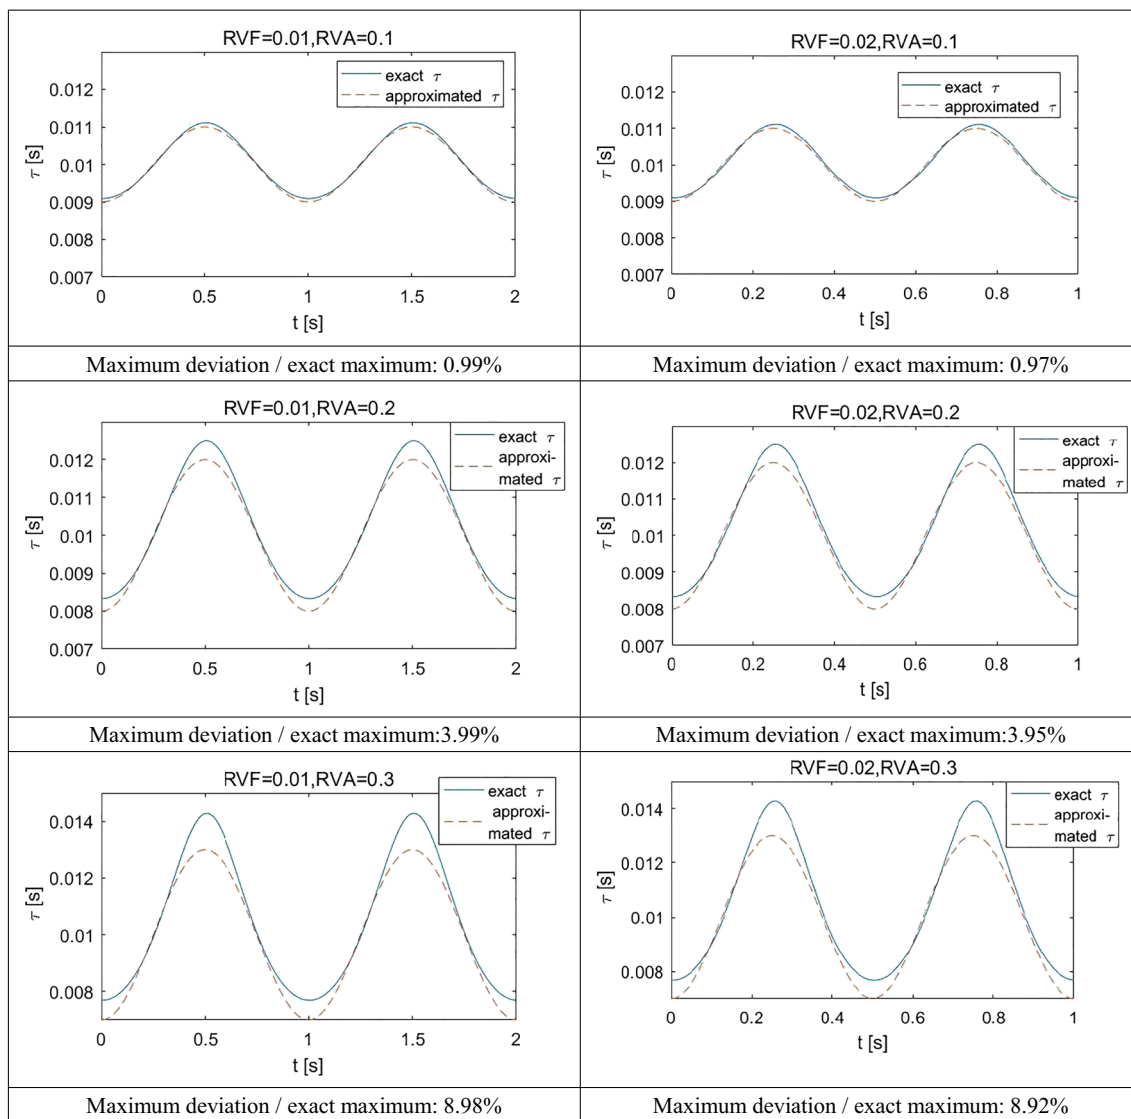 RVF=0.01,RVA=0.1
exact τ
approximated τ
0.012
0.011
0.01
0.009
0.008
0.007
τ [s]
0
0.5
1
1.5
2
t [s]
Maximum deviation / exact maximum: 0.99%
RVF=0.02,RVA=0.1
exact τ
approximated τ
0.012
0.011
0.01
0.009
0.008
0.007
τ [s]
0
0.2
0.4
0.6
0.8
1
t [s]
Maximum deviation / exact maximum: 0.97%
RVF=0.01,RVA=0.2
exact τ
approxi-
mated τ
0.012
0.011
0.01
0.009
0.008
0.007
τ [s]
0
0.5
1
1.5
2
t [s]
Maximum deviation / exact maximum:3.99%
RVF=0.02,RVA=0.2
exact τ
approxi-
mated τ
0.012
0.011
0.01
0.009
0.008
0.007
τ [s]
0
0.2
0.4
0.6
0.8
1
t [s]
Maximum deviation / exact maximum:3.95%
RVF=0.01,RVA=0.3
exact τ
approxi-
mated τ
0.014
0.012
0.01
0.008
τ [s]
0
0.5
1
1.5
2
t [s]
Maximum deviation / exact maximum: 8.98%
RVF=0.02,RVA=0.3
exact τ
approxi-
mated τ
0.014
0.012
0.01
0.008
τ [s]
0
0.2
0.4
0.6
0.8
1
t [s]
Maximum deviation / exact maximum: 8.92%